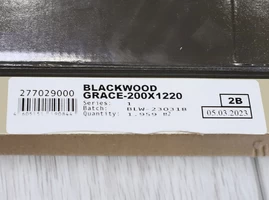 277029000
BLACKWOOD
GRACE-200X1220
Series: 1
Batch: BLW-230318
Quantity: 1.959 m2
2B
05.03.2023